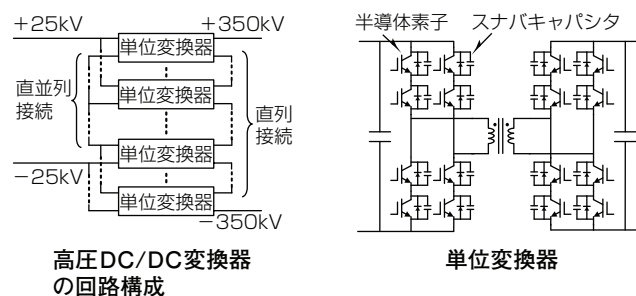 +25kV
+350kV
単位変換器
単位変換器
直並列
接続
直列
接続
単位変換器
−25kV
単位変換器
−350kV
高圧DC/DC変換器
の回路構成
半導体素子
スナバキャパシタ
単位変換器